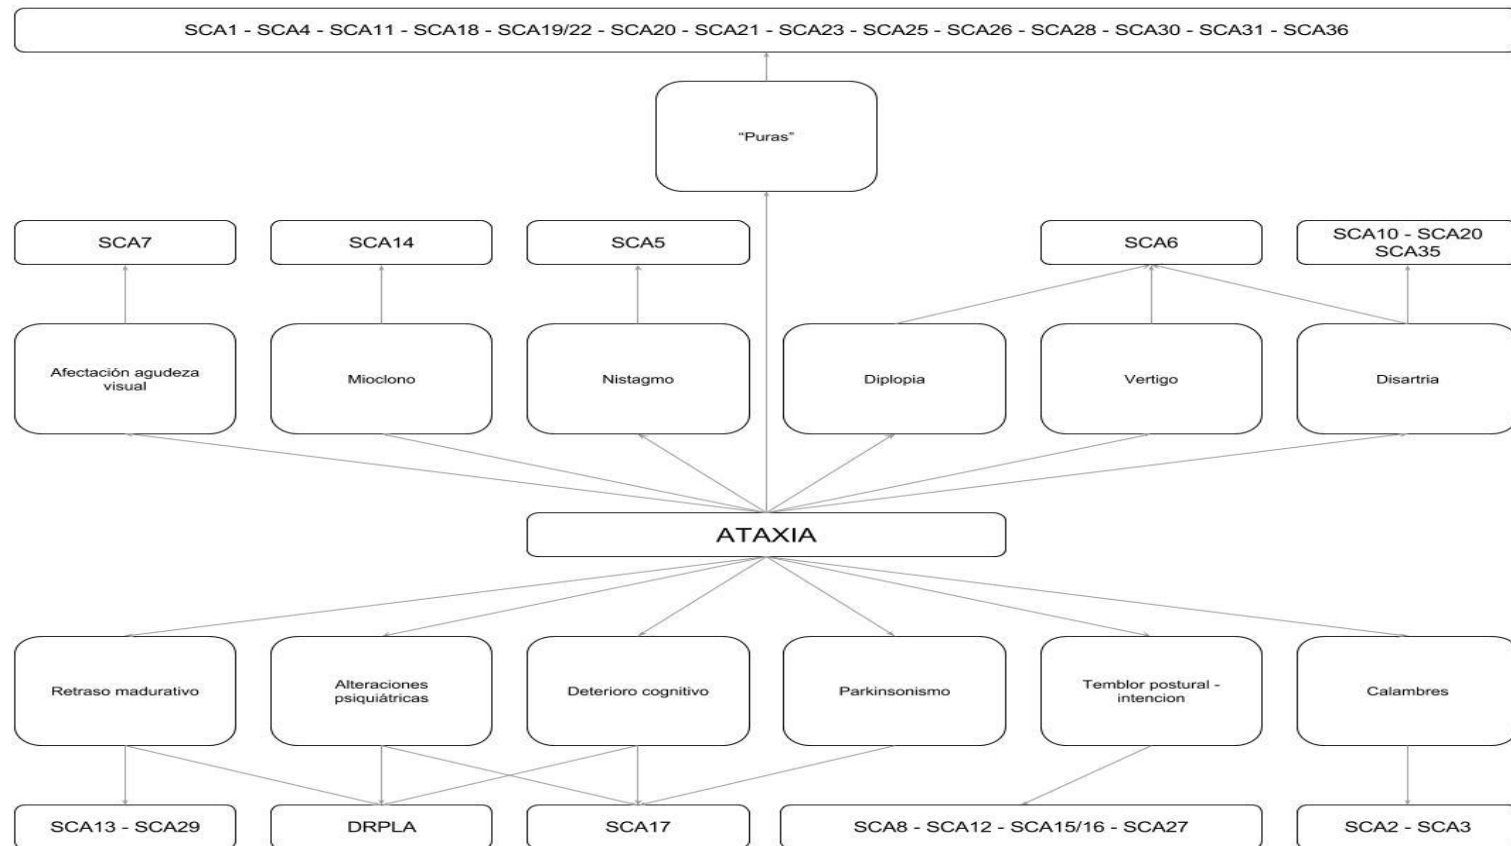 SCA1 - SCA4 - SCA11 - SCA18 - SCA19/22 - SCA20 - SCA21 - SCA23 - SCA25 - SCA26 - SCA28 - SCA30 - SCA31 - SCA36
“Puras”
SCA7
SCA14
SCA5
SCA6
SCA10 - SCA20
SCA35
Afectación agudeza
visual
Mioclono
Nistagmo
Diplopia
Vertigo
Disartria
ATAXIA
Retraso madurativo
Alteraciones
psiquiátricas
Deterioro cognitivo
Parkinsonismo
Temblor postural -
intencion
Calambres
SCA13 - SCA29
DRPLA
SCA17
SCA8 - SCA12 - SCA15/16 - SCA27
SCA2 - SCA3